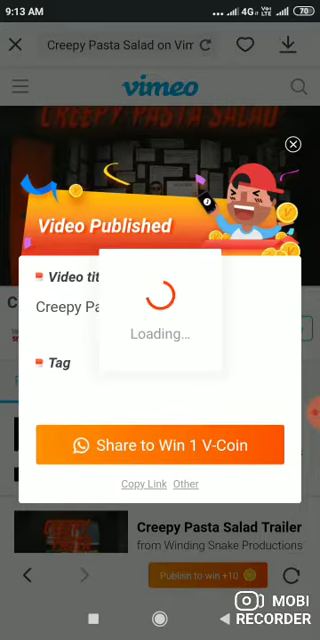 9:13 AM
4G
VoLTE
70
Creepy Pasta Salad on Vim
vimeo
CREEPY PASTA SALAD
Video Published
Video tit
Creepy Pa
Loading...
Tag
Share to Win 1 V-Coin
Copy Link Other
Creepy Pasta Salad Trailer
from Winding Snake Productions
Publish to win +10
MOBI
RECORDER